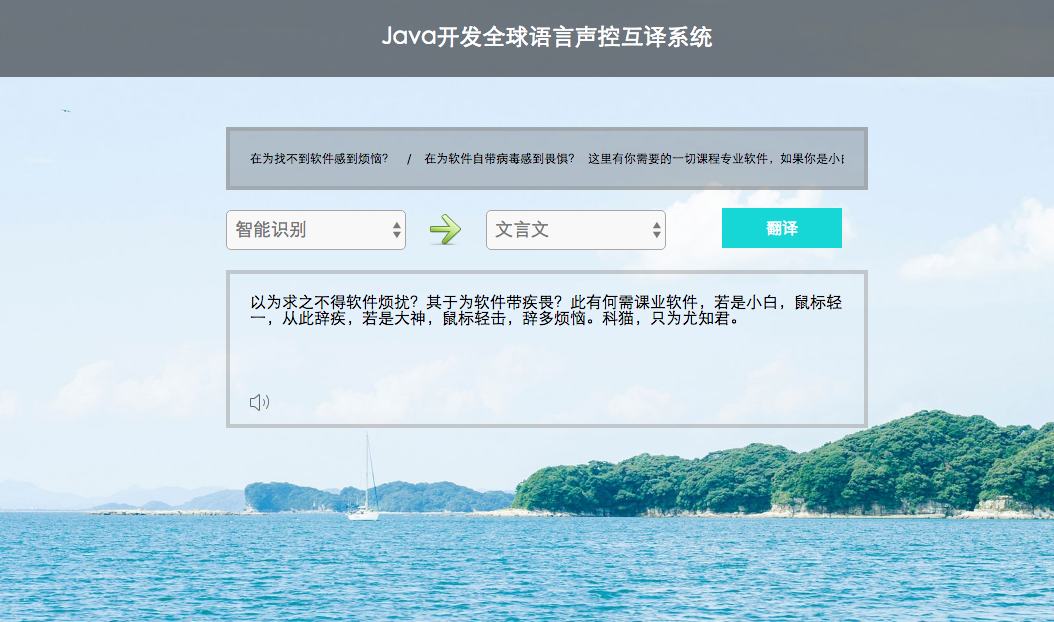 Java开发全球语言声控互译系统
在为找不到软件感到烦恼? / 在为软件自带病毒感到畏惧? 这里有你需要的一切课程专业软件，如果你是小
智能识别
文言文
翻译
以为求之不得软件烦扰？其于为软件带疾畏？此有何需课业软件，若是小白，鼠标轻
一，从此辞疾，若是大神，鼠标轻击，辞多烦恼。科猫，只为尤知君。